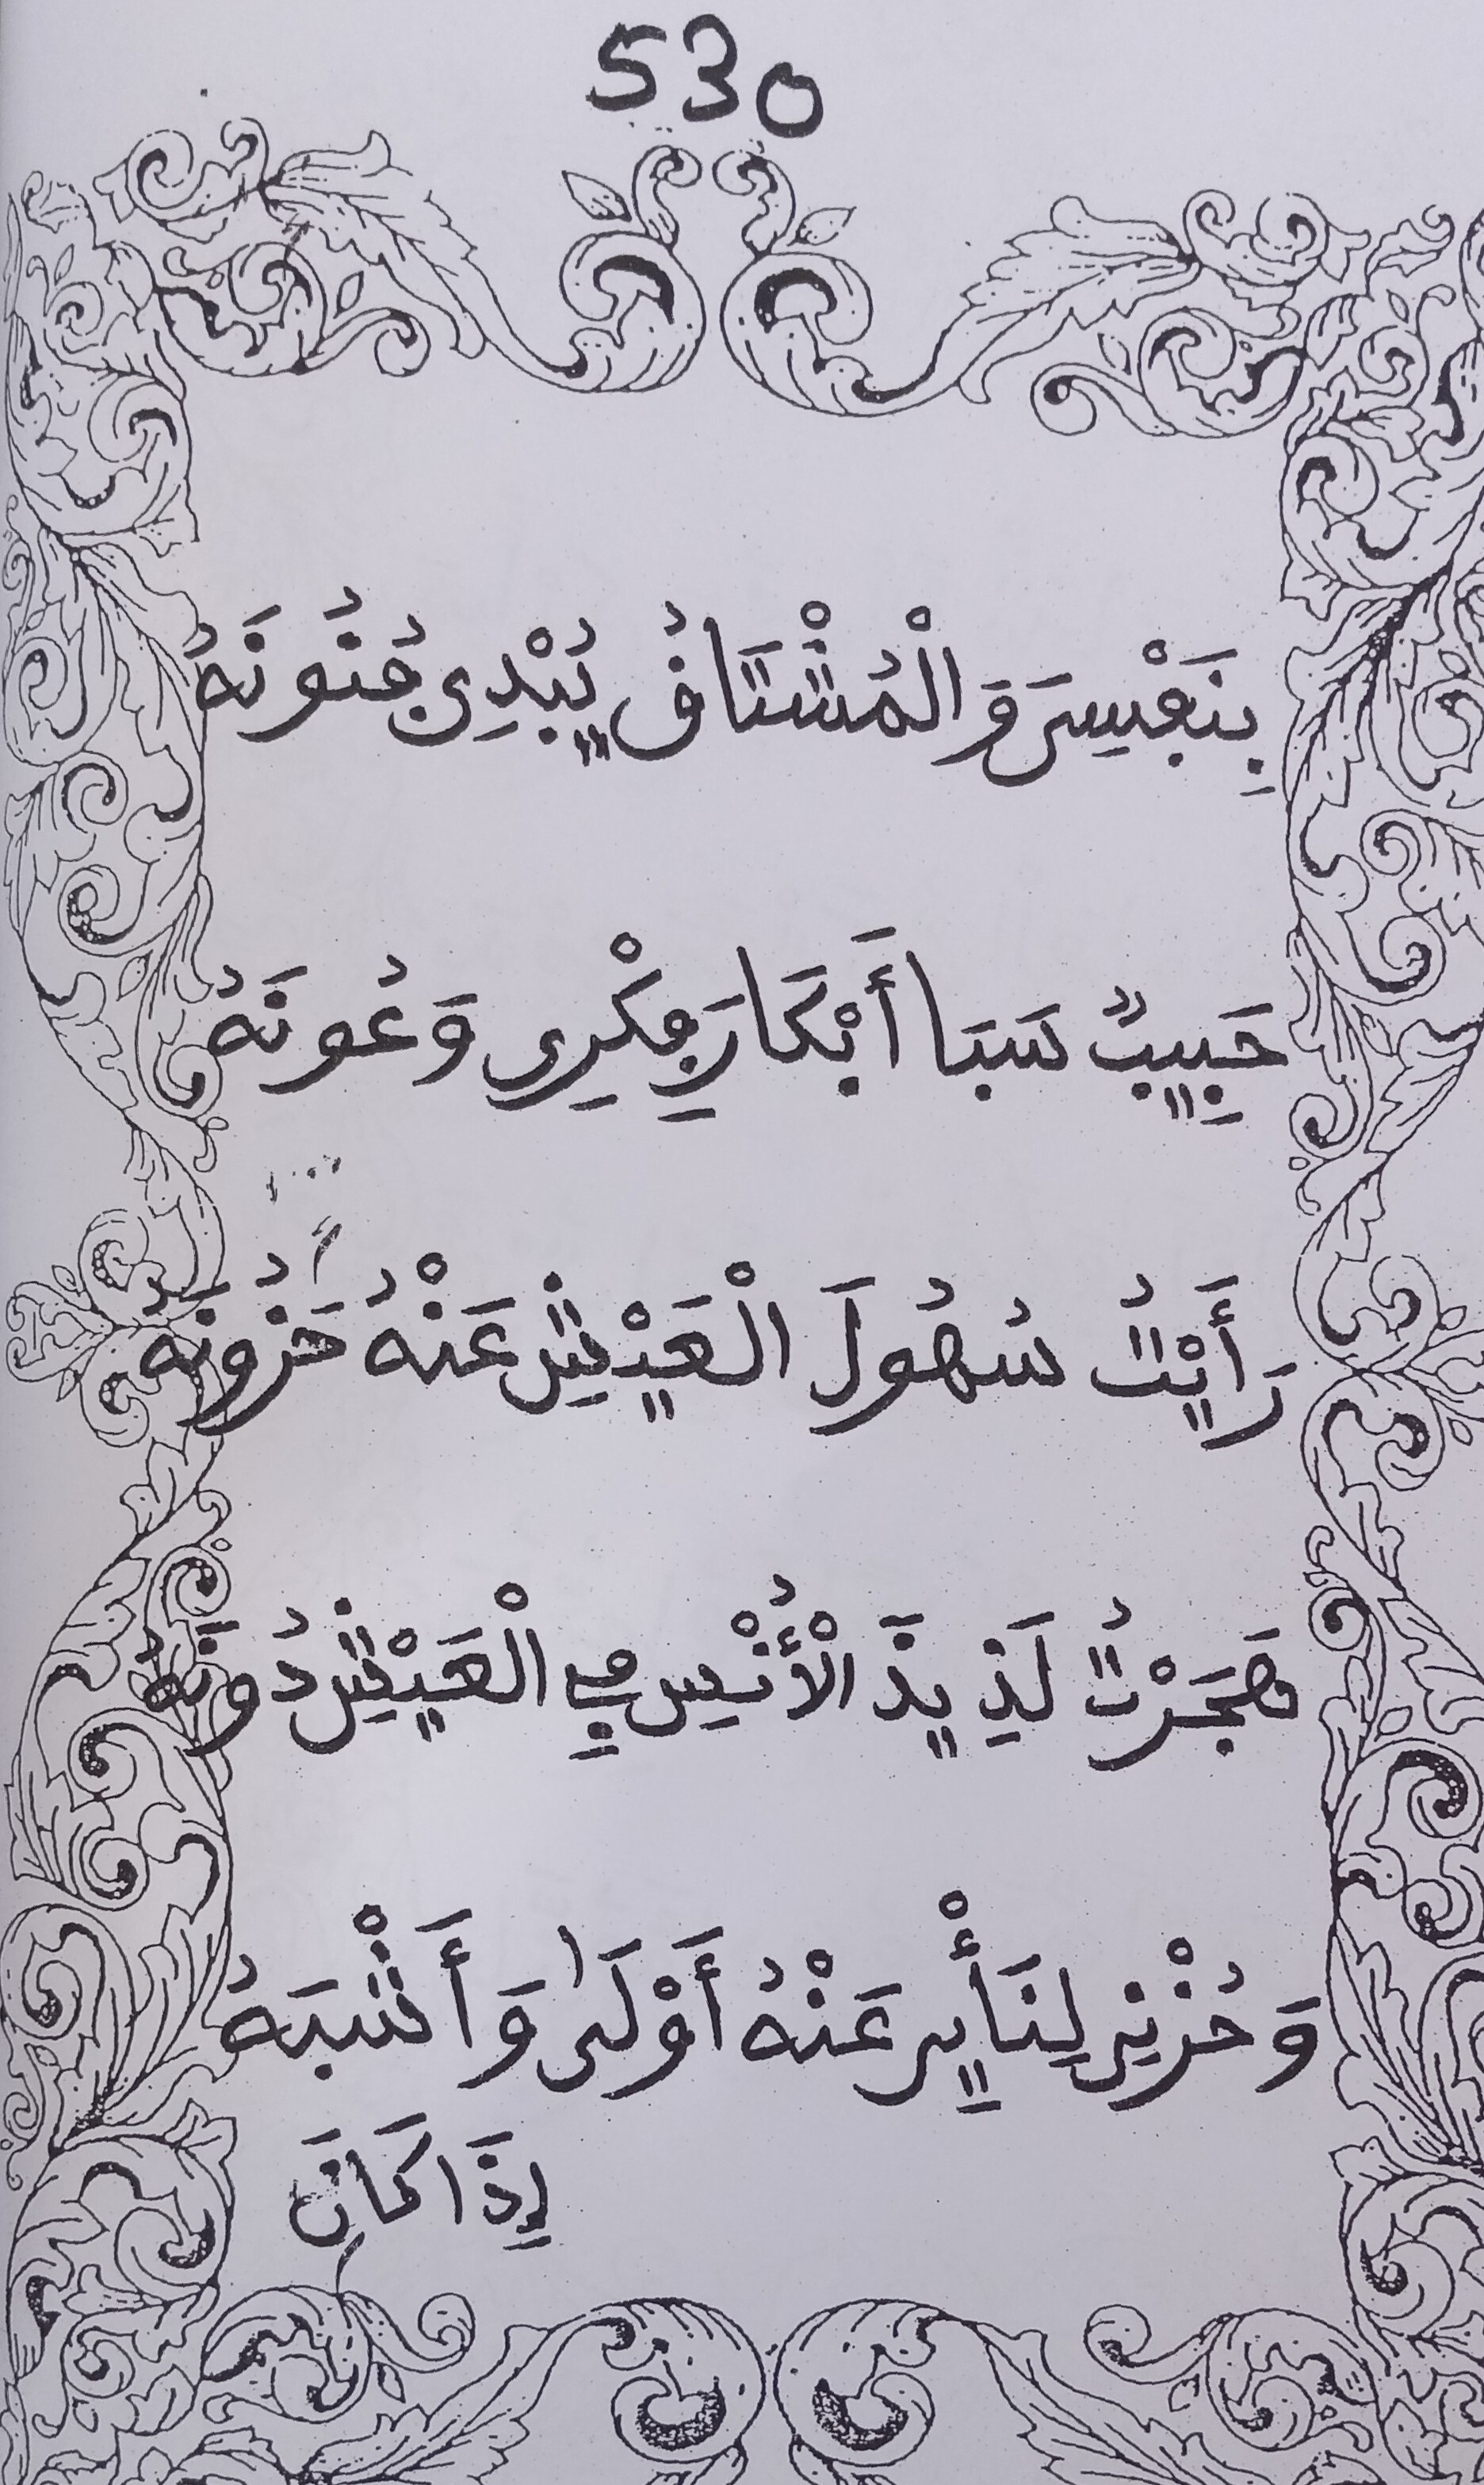 530
بِنَفْسِيَ وَالْمُشْتَاقُ يُبْدِي جُنُونَهُ
حَبِيبٌ سَبَا أَبْكَارَ فِكْرِي وَعُونَهُ
رَأَيْتُ سُهُولَ الْعَيْشِ عَنْهُ حَزُونَهُ
هَجَرْتُ لَذِيذَ الْأُنْسِ فِي الْعَيْشِ دُونَهُ
وَحُزْنِي لِنَأْيِي عَنْهُ أَوْلَى وَأَشْبَهُ
إِذَا كَانَ